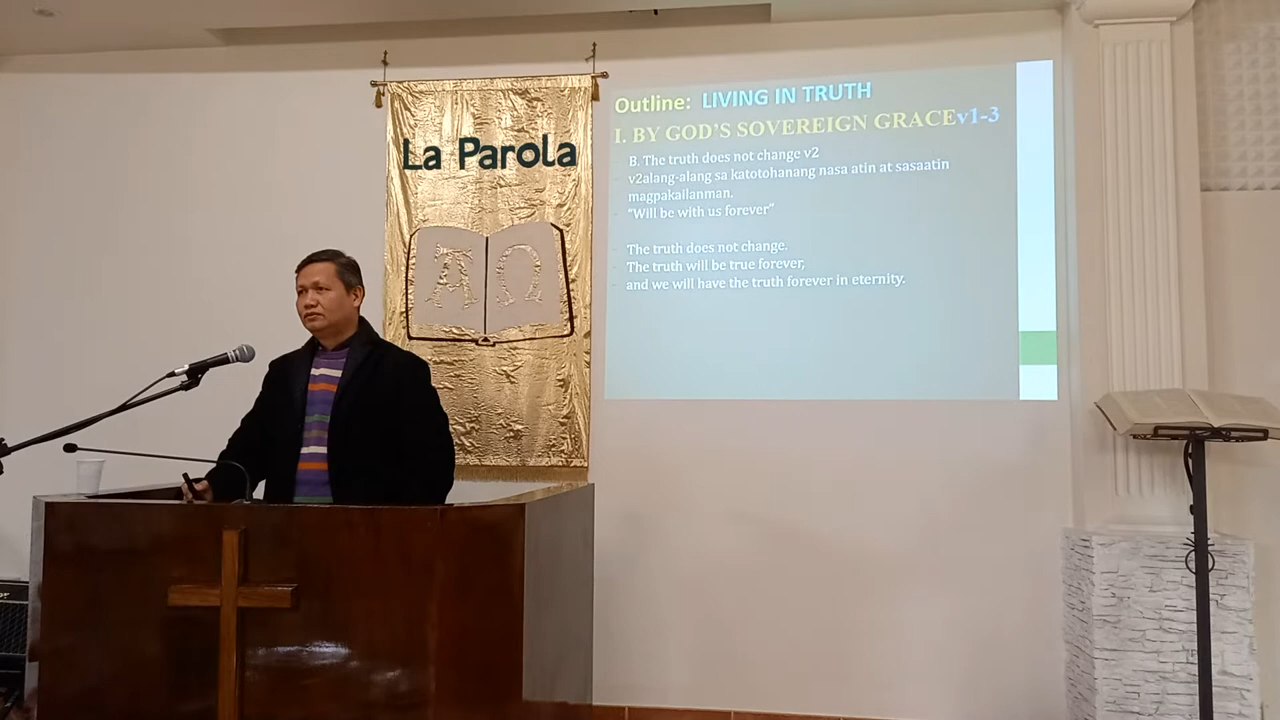 La Parola
Α Ω
Outline: LIVING IN TRUTH
I. BY GOD'S SOVEREIGN GRACEv1-3
B. The truth does not change v2
v2alang-alang sa katotohanang nasa atin at sasaatin
magpakailanman.
"Will be with us forever"
The truth does not change.
The truth will be true forever,
and we will have the truth forever in eternity.